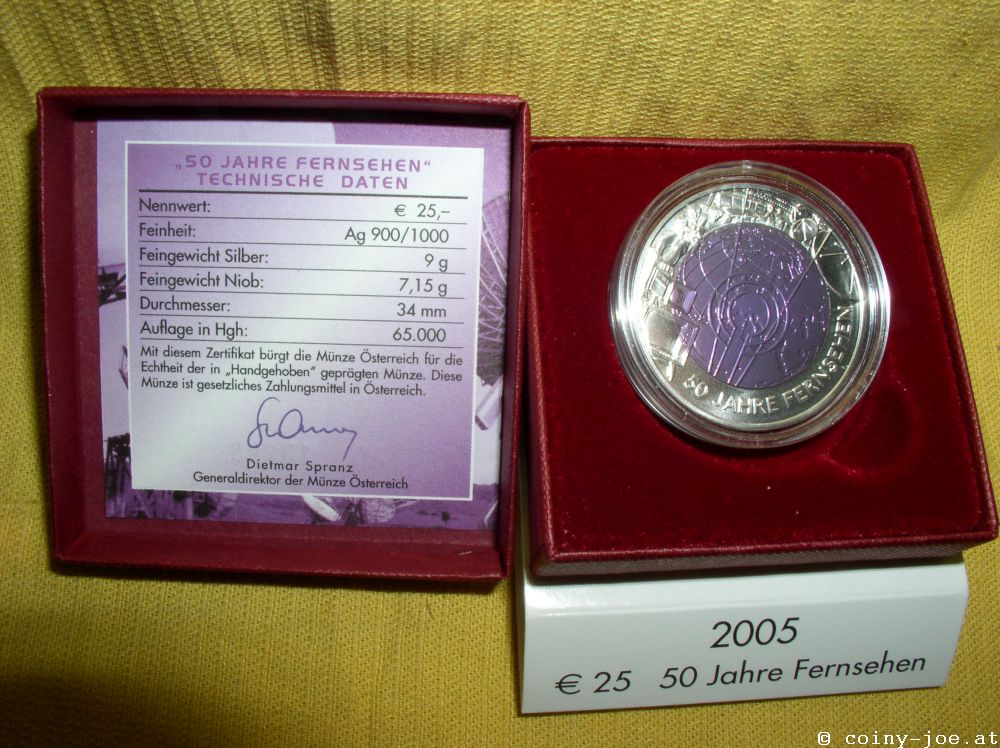 „50 JAHRE FERNSEHEN“
TECHNISCHE DATEN
Nennwert: € 25,–
Feinheit: Ag 900/1000
Feingewicht Silber: 9 g
Feingewicht Niob: 7,15 g
Durchmesser: 34 mm
Auflage in Hgh: 65.000
Mit diesem Zertifikat bürgt die Münze Österreich für die
Echtheit der in „Handgehoben“ geprägten Münze. Diese
Münze ist gesetzliches Zahlungsmittel in Österreich.
Dietmar Spranz
Generaldirektor der Münze Österreich
50 JAHRE FERNSEHEN
2005
€ 25 50 Jahre Fernsehen
© coiny-joe.at